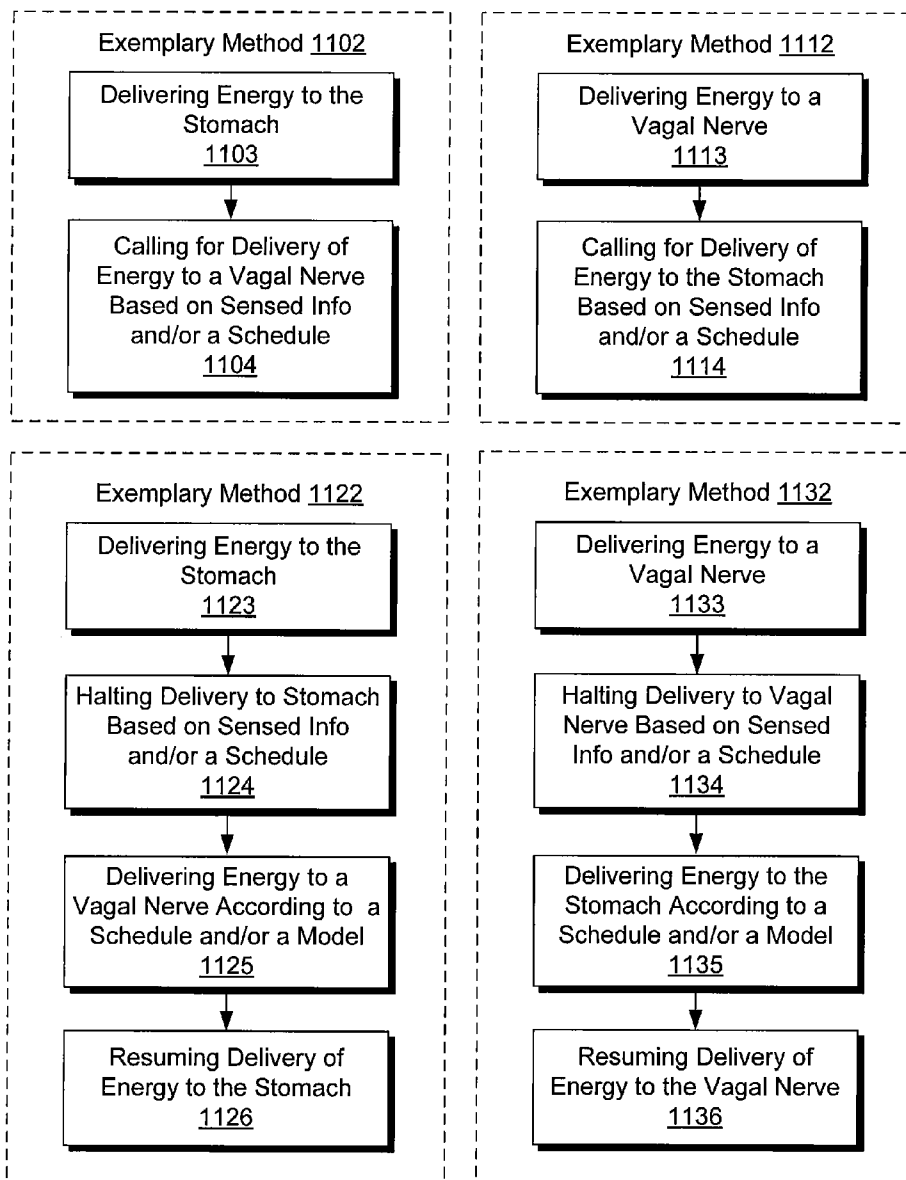 Exemplary Method 1102
Delivering Energy to the
Stomach
1103
Calling for Delivery of
Energy to a Vagal Nerve
Based on Sensed Info
and/or a Schedule
1104
Exemplary Method 1112
Delivering Energy to a
Vagal Nerve
1113
Calling for Delivery of
Energy to the Stomach
Based on Sensed Info
and/or a Schedule
1114
Exemplary Method 1122
Delivering Energy to the
Stomach
1123
Halting Delivery to Stomach
Based on Sensed Info
and/or a Schedule
1124
Delivering Energy to a
Vagal Nerve According to a
Schedule and/or a Model
1125
Resuming Delivery of
Energy to the Stomach
1126
Exemplary Method 1132
Delivering Energy to a
Vagal Nerve
1133
Halting Delivery to Vagal
Nerve Based on Sensed
Info and/or a Schedule
1134
Delivering Energy to the
Stomach According to a
Schedule and/or a Model
1135
Resuming Delivery of
Energy to the Vagal Nerve
1136